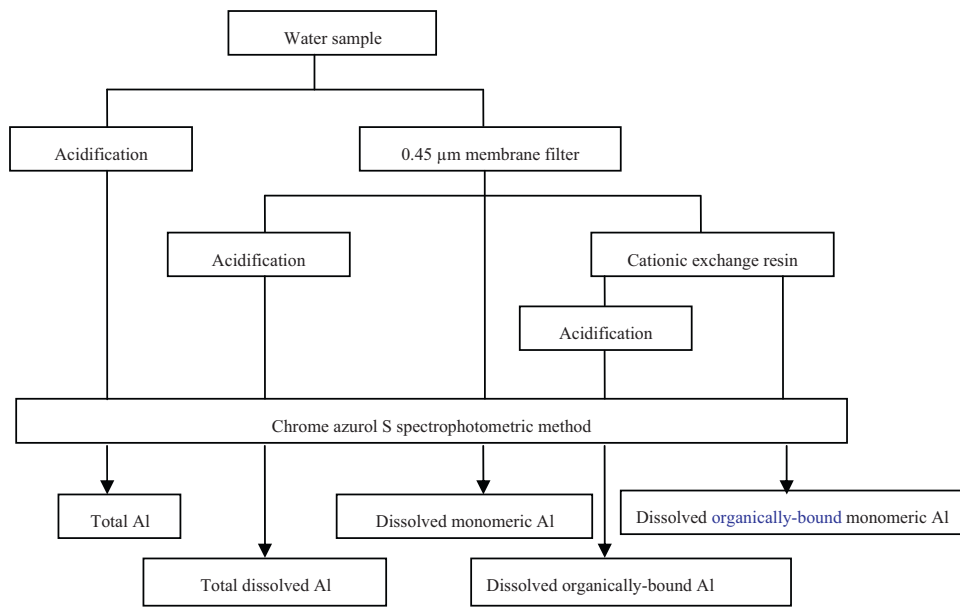 Water sample
Acidification
0.45 µm membrane filter
Acidification
Cationic exchange resin
Acidification
Chrome azurol S spectrophotometric method
Total Al
Dissolved monomeric Al
Dissolved organically-bound monomeric Al
Total dissolved Al
Dissolved organically-bound Al